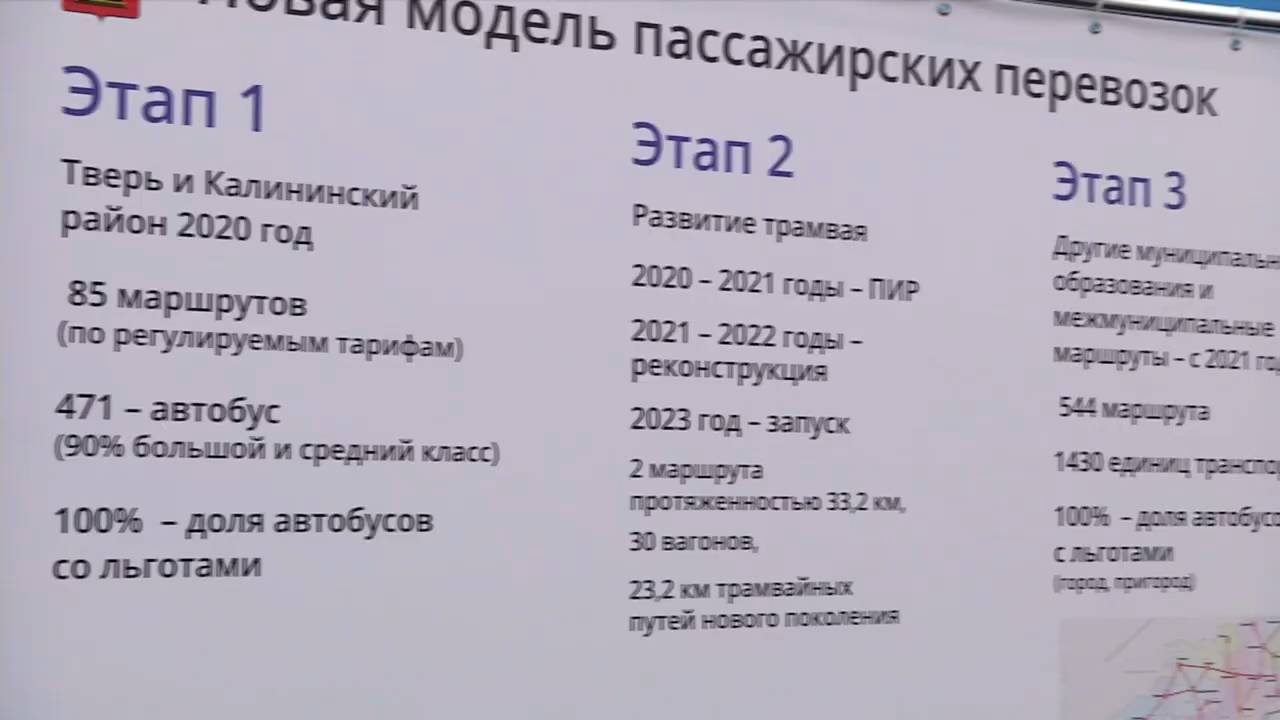 Новая модель пассажирских перевозок
Этап 1
Тверь и Калининский
район 2020 год
85 маршрутов
(по регулируемым тарифам)
471 – автобус
(90% большой и средний класс)
100% – доля автобусов
со льготами
Этап 2
Развитие трамвая
2020 – 2021 годы – ПИР
2021 – 2022 годы –
реконструкция
2023 год – запуск
2 маршрута
протяженностью 33,2 км,
30 вагонов,
23,2 км трамвайных
путей нового поколения
Этап 3
Другие
образования и
межмуниципальные
маршруты – с 2021
544 маршрута
1430 единиц
100% – доля
с льготами
(город, пригород)